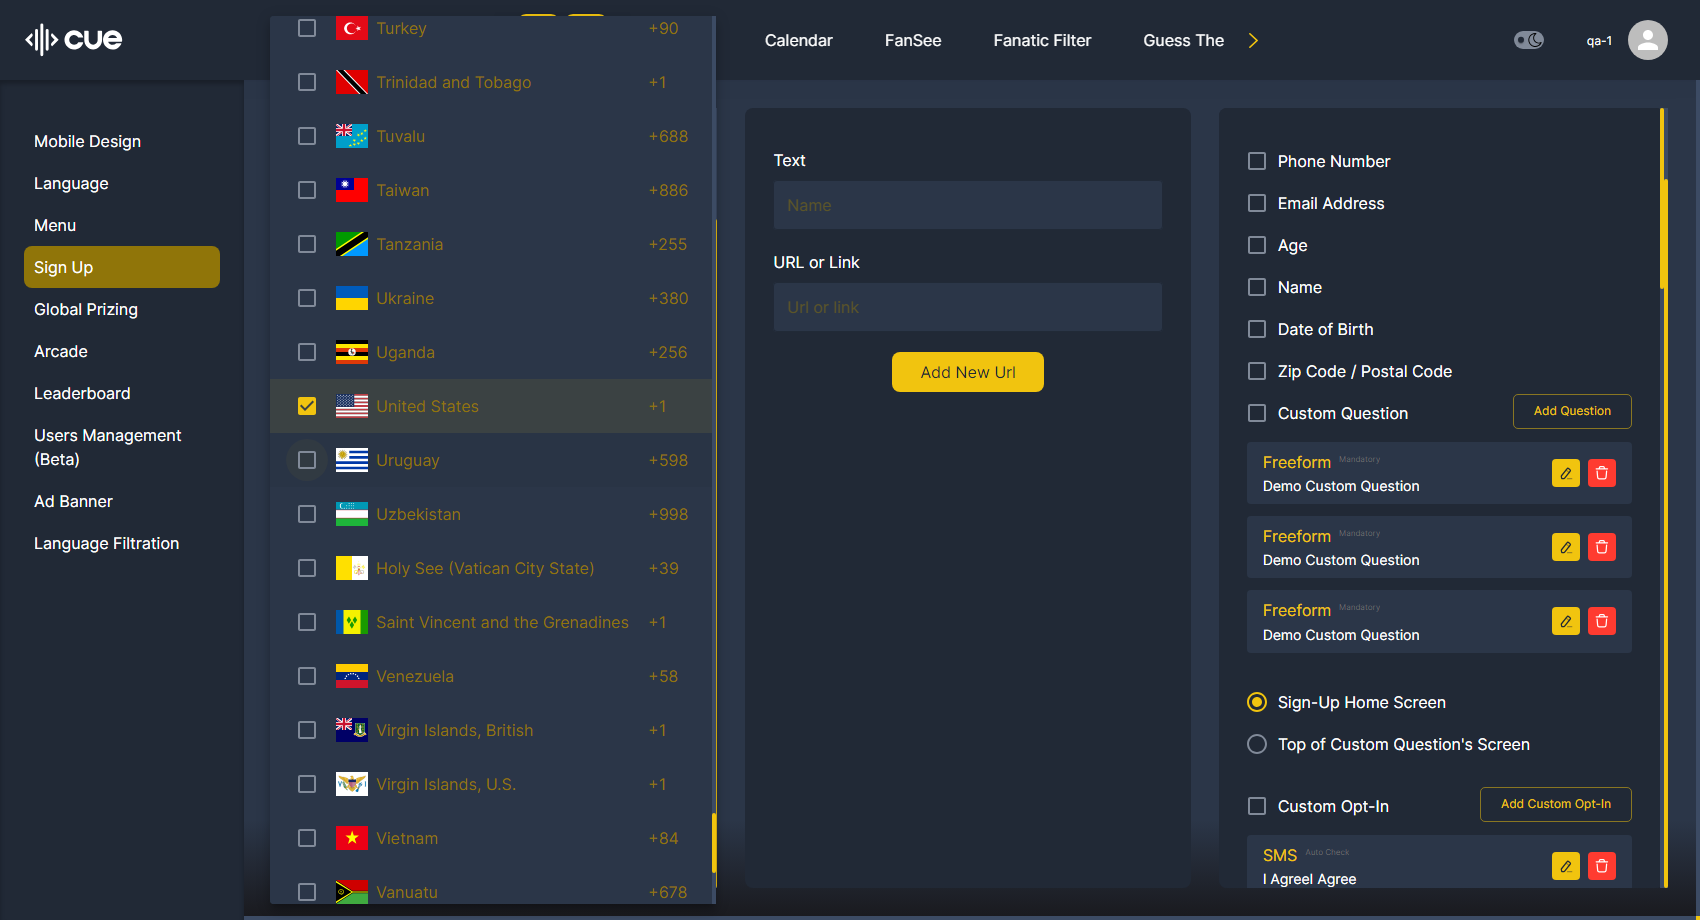 cue
Calendar
FanSee
Fanatic Filter
Guess The
qa-1
Mobile Design
Language
Menu
Sign Up
Global Prizing
Arcade
Leaderboard
Users Management
(Beta)
Ad Banner
Language Filtration
Turkey +90
Trinidad and Tobago +1
Tuvalu +688
Taiwan +886
Tanzania +255
Ukraine +380
Uganda +256
United States +1
Uruguay +598
Uzbekistan +998
Holy See (Vatican City State) +39
Saint Vincent and the Grenadines +1
Venezuela +58
Virgin Islands, British +1
Virgin Islands, U.S. +1
Vietnam +84
Vanuatu +678
Text
Name
URL or Link
Url or link
Add New Url
Phone Number
Email Address
Age
Name
Date of Birth
Zip Code / Postal Code
Custom Question
Add Question
Freeform Mandatory
Demo Custom Question
Freeform Mandatory
Demo Custom Question
Freeform Mandatory
Demo Custom Question
Sign-Up Home Screen
Top of Custom Question's Screen
Custom Opt-In
Add Custom Opt-In
SMS Auto Check
I AgreeI Agree